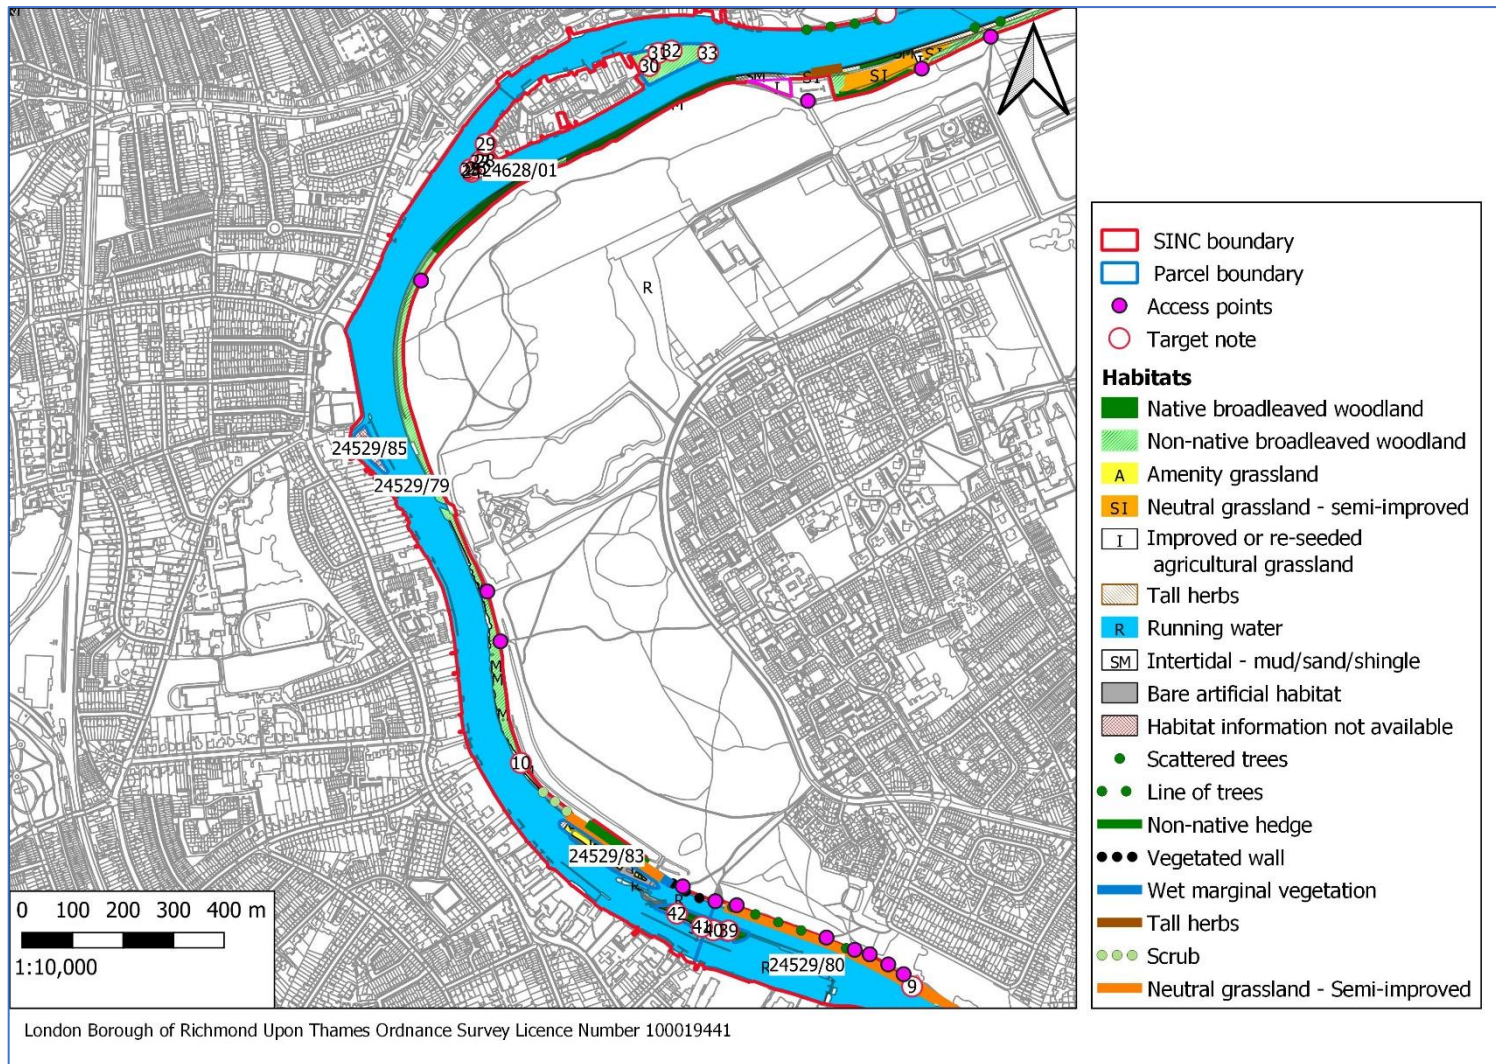 31 32 33
30
SM
SI
I
SI
M
29
28
24628/01
R
24529/85
24529/79
M
M
M
10
24529/83
R
42
41
40
39
R
24529/80
9
SINC boundary
Parcel boundary
Access points
Target note
Habitats
Native broadleaved woodland
Non-native broadleaved woodland
A Amenity grassland
SI Neutral grassland - semi-improved
I Improved or re-seeded
agricultural grassland
Tall herbs
R Running water
SM Intertidal - mud/sand/shingle
Bare artificial habitat
Habitat information not available
Scattered trees
Line of trees
Non-native hedge
Vegetated wall
Wet marginal vegetation
Tall herbs
Scrub
Neutral grassland - Semi-improved
0 100 200 300 400 m
1:10,000
London Borough of Richmond Upon Thames Ordnance Survey Licence Number 100019441